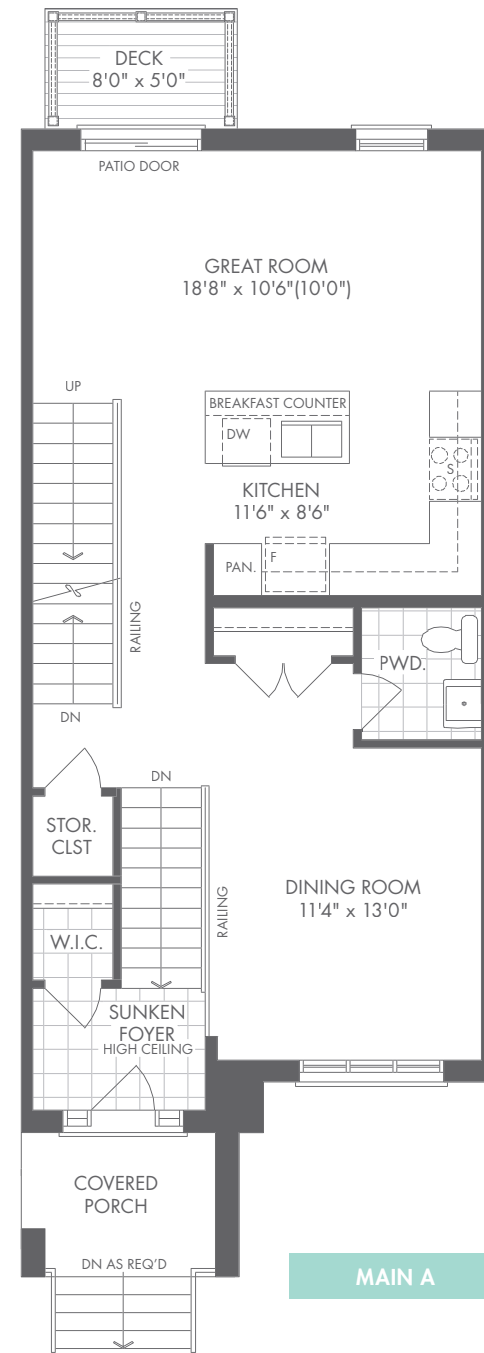 DECK
8'0" x 5'0"
PATIO DOOR
GREAT ROOM
18'8" x 10'6"(10'0")
UP
BREAKFAST COUNTER
DW
S
KITCHEN
11'6" x 8'6"
F
PAN.
RAILING
PWD.
DN
DN
STOR.
CLST
DINING ROOM
11'4" x 13'0"
RAILING
W.I.C.
SUNKEN
FOYER
HIGH CEILING
COVERED
PORCH
DN AS REQ'D
MAIN A